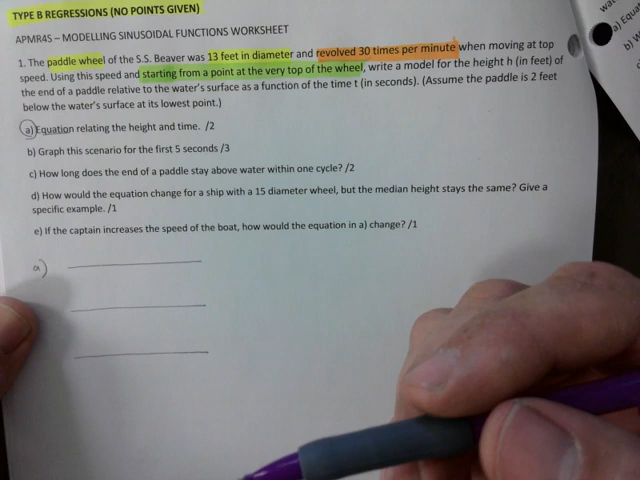 TYPE B REGRESSIONS (NO POINTS GIVEN)
APMR4S – MODELLING SINUSOIDAL FUNCTIONS WORKSHEET
1. The paddle wheel of the S.S. Beaver was 13 feet in diameter and revolved 30 times per minute when moving at top
speed. Using this speed and starting from a point at the very top of the wheel, write a model for the height h (in feet) of
the end of a paddle relative to the water's surface as a function of the time t (in seconds). (Assume the paddle is 2 feet
below the water's surface at its lowest point.)
a) Equation relating the height and time. /2
b) Graph this scenario for the first 5 seconds /3
c) How long does the end of a paddle stay above water within one cycle? /2
d) How would the equation change for a ship with a 15 diameter wheel, but the median height stays the same? Give a
specific example. /1
e) If the captain increases the speed of the boat, how would the equation in a) change? /1
a)
a) Equa
b) W